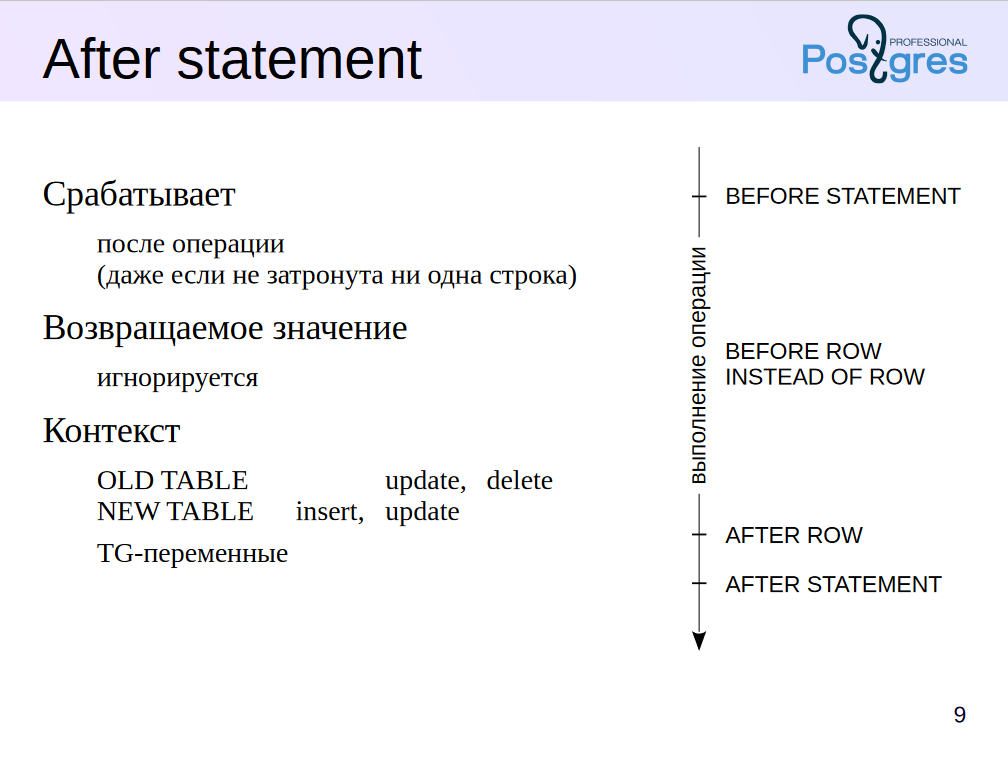 After statement
PROFESSIONAL
Postgres
Срабатывает
после операции
(даже если не затронута ни одна строка)
Возвращаемое значение
игнорируется
Контекст
OLD TABLE update, delete
NEW TABLE insert, update
TG-переменные
BEFORE STATEMENT
выполнение операции
BEFORE ROW
INSTEAD OF ROW
AFTER ROW
AFTER STATEMENT
9